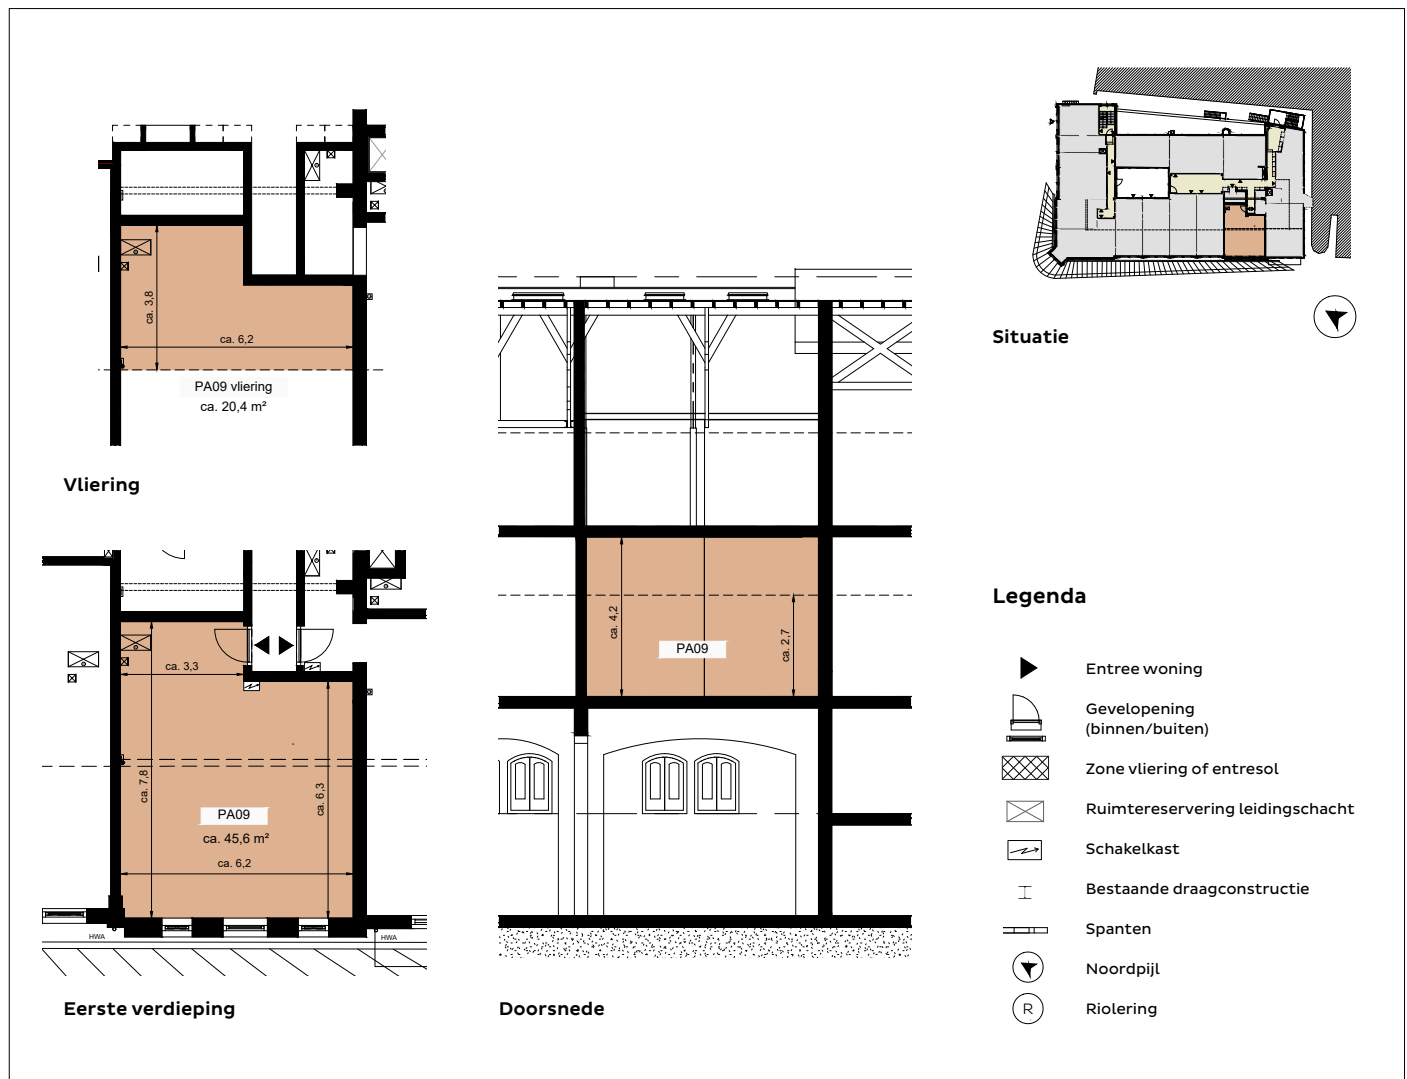 ca. 3,8
ca. 6,2
PA09 vliering
ca. 20,4 m²
Vliering
ca. 3,3
ca. 7,8
ca. 6,3
PA09
ca. 45,6 m²
ca. 6,2
HWA
HWA
Eerste verdieping
ca. 4,2
PA09
ca. 2,7
Doorsnede
Situatie
Legenda
Entree woning
Gevelopening
(binnen/buiten)
Zone vliering of entresol
Ruimtereservering leidingschacht
Schakelkast
Bestaande draagconstructie
Spanten
Noordpijl
R
Riolering